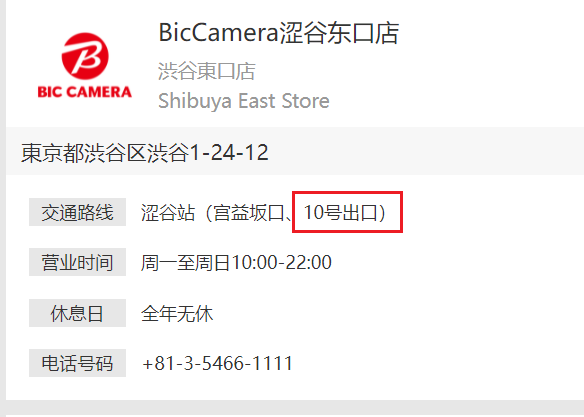 BIC CAMERA
BicCamera涩谷东口店
渋谷東口店
Shibuya East Store
東京都渋谷区渋谷1-24-12
交通路线 涩谷站（宫益坂口、10号出口）
营业时间 周一至周日10:00-22:00
休息日 全年无休
电话号码 +81-3-5466-1111